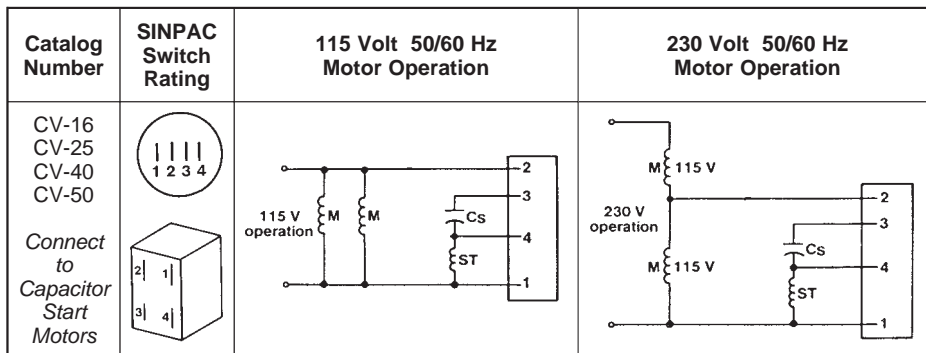 Catalog
Number
SINPAC
Switch
Rating
115 Volt 50/60 Hz
Motor Operation
230 Volt 50/60 Hz
Motor Operation
CV-16
CV-25
CV-40
CV-50
Connect
to
Capacitor
Start
Motors
1 2 3 4
2 1
3 4
115 V
operation
M
M
CS
ST
2
3
4
1
230 V
operation
M 115 V
M 115 V
CS
ST
2
3
4
1